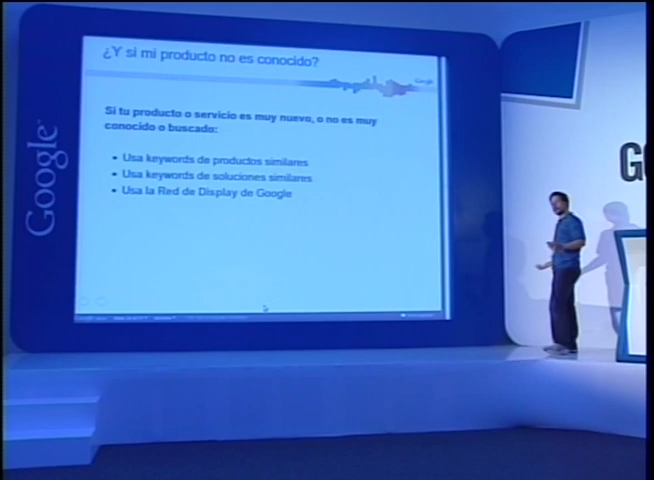 ¿Y si mi producto no es conocido?
Google
Si tu producto o servicio es muy nuevo, o no es muy
conocido o buscado:
• Usa keywords de productos similares
• Usa keywords de soluciones similares
• Usa la Red de Display de Google
Google